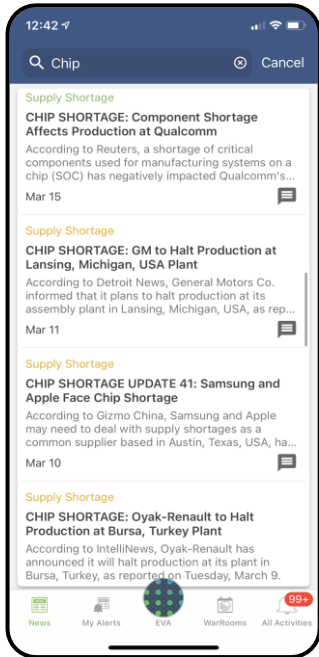 12:42
Chip
Cancel
Supply Shortage
CHIP SHORTAGE: Component Shortage
Affects Production at Qualcomm
According to Reuters, a shortage of critical
components used for manufacturing systems on a
chip (SOC) has negatively impacted Qualcomm's...
Mar 15
Supply Shortage
CHIP SHORTAGE: GM to Halt Production at
Lansing, Michigan, USA Plant
According to Detroit News, General Motors Co.
informed that it plans to halt production at its
assembly plant in Lansing, Michigan, USA, as rep...
Mar 11
Supply Shortage
CHIP SHORTAGE UPDATE 41: Samsung and
Apple Face Chip Shortage
According to Gizmo China, Samsung and Apple
may need to deal with supply shortages as a
common supplier based in Austin, Texas, USA, ha...
Mar 10
Supply Shortage
CHIP SHORTAGE: Oyak-Renault to Halt
Production at Bursa, Turkey Plant
According to IntelliNews, Oyak-Renault has
announced it will halt production at its plant in
Bursa, Turkey, as reported on Tuesday, March 9.
99+
News
My Alerts
EVA
WarRooms
All Activities